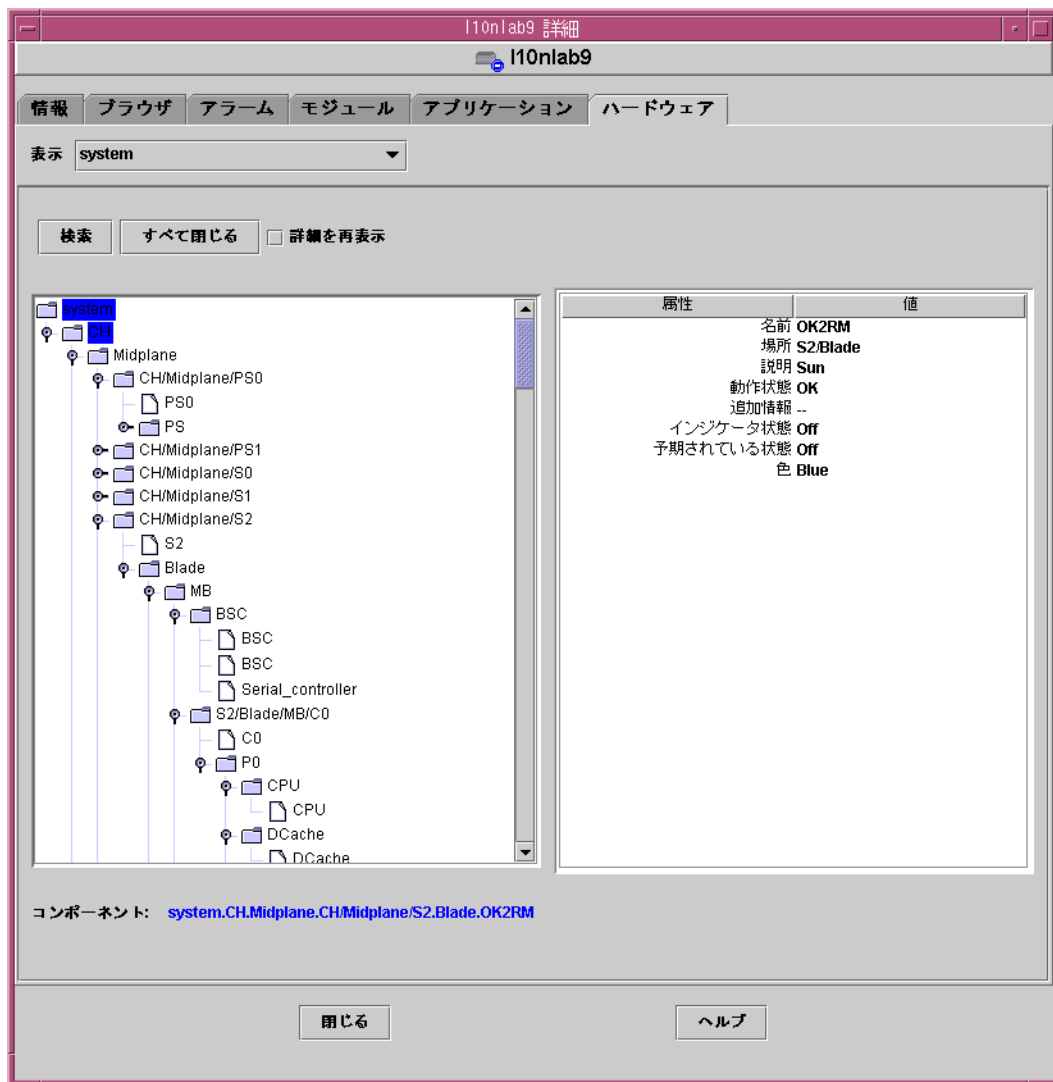 l10nlab9 詳細
l10nlab9
情報 ブラウザ アラーム モジュール アプリケーション ハードウェア
表示 system
検索 すべて閉じる 詳細を再表示
system
CH
Midplane
CH/Midplane/PS0
PS0
PS
CH/Midplane/PS1
CH/Midplane/S0
CH/Midplane/S1
CH/Midplane/S2
S2
Blade
MB
BSC
BSC
BSC
Serial_controller
S2/Blade/MB/C0
C0
P0
CPU
CPU
DCache
DCache
属性 値
名前 OK2RM
場所 S2/Blade
説明 Sun
動作状態 OK
追加情報 --
インジケータ状態 Off
予期されている状態 Off
色 Blue
コンポーネント: system.CH.Midplane.CH/Midplane/S2.Blade.OK2RM
閉じる ヘルプ